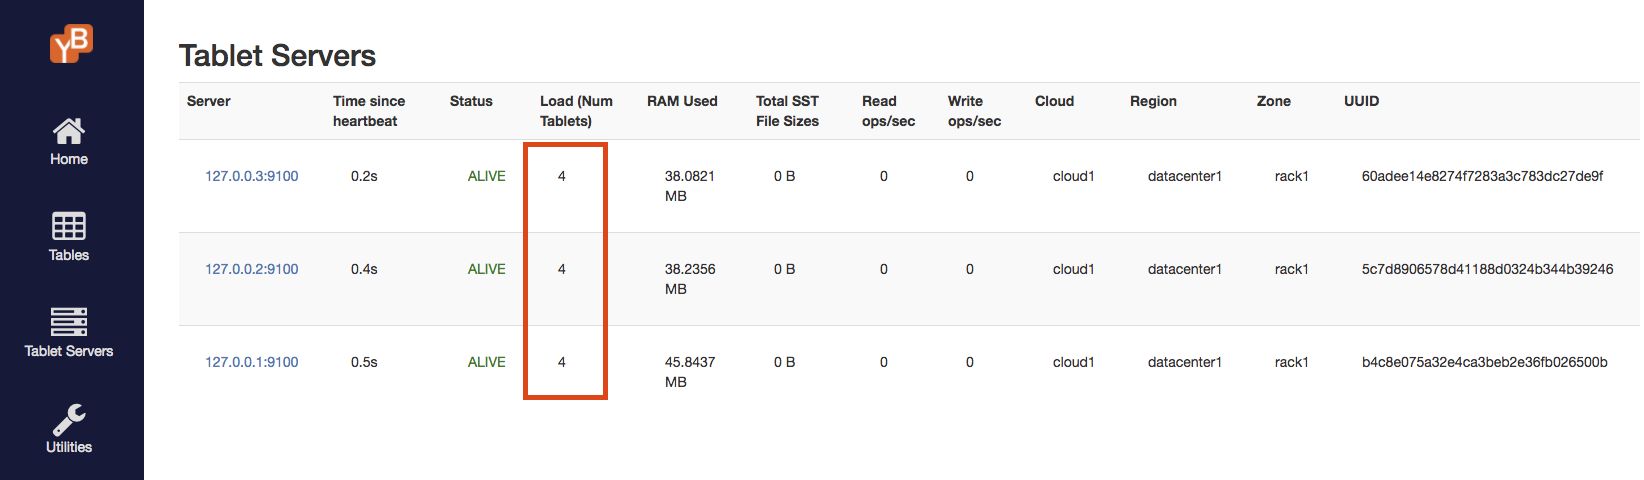 YB
Home
Tables
Tablet Servers
Utilities
Tablet Servers
Server Time since heartbeat Status Load (Num Tablets) RAM Used Total SST File Sizes Read ops/sec Write ops/sec Cloud Region Zone UUID
127.0.0.3:9100 0.2s ALIVE 4 38.0821 MB 0 B 0 0 cloud1 datacenter1 rack1 60adee14e8274f7283a3c783dc27de9f
127.0.0.2:9100 0.4s ALIVE 4 38.2356 MB 0 B 0 0 cloud1 datacenter1 rack1 5c7d8906578d41188d0324b344b39246
127.0.0.1:9100 0.5s ALIVE 4 45.8437 MB 0 B 0 0 cloud1 datacenter1 rack1 b4c8e075a32e4ca3beb2e36fb026500b